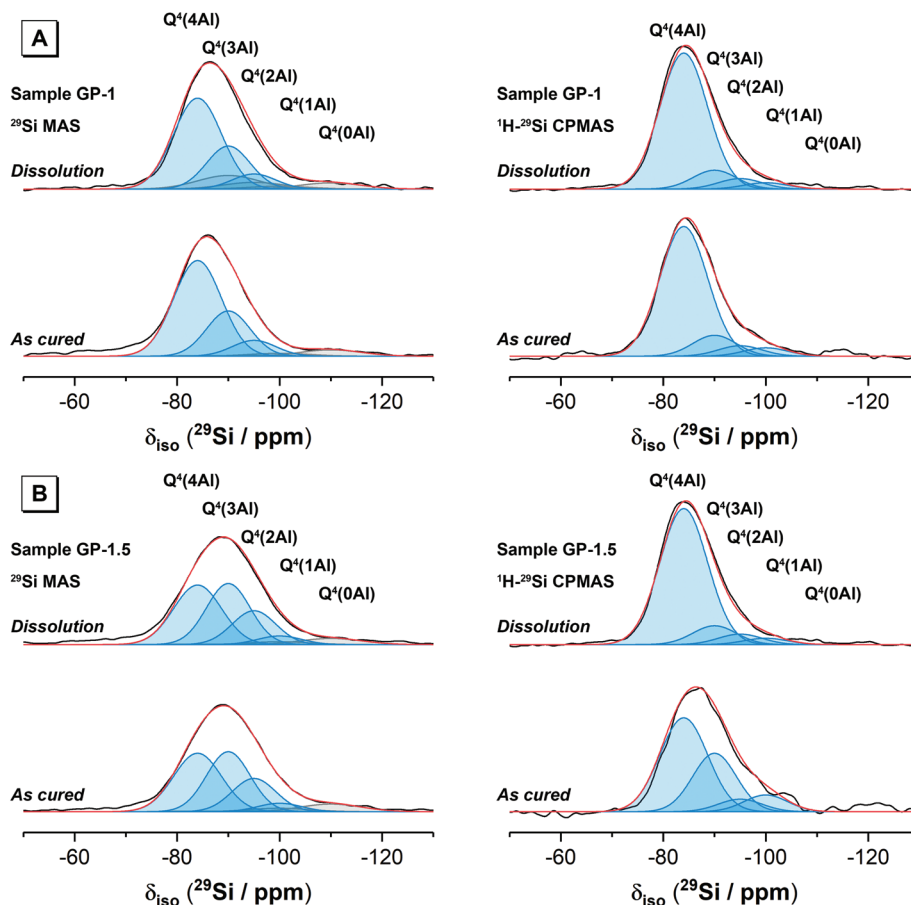 A
Q⁴(4Al)
Q⁴(3Al)
Q⁴(2Al)
Q⁴(1Al)
Q⁴(0Al)
Sample GP-1
²⁹Si MAS
Dissolution
As cured
-60 -80 -100 -120
δiso (²⁹Si / ppm)
Q⁴(4Al)
Q⁴(3Al)
Q⁴(2Al)
Q⁴(1Al)
Q⁴(0Al)
Sample GP-1
¹H-²⁹Si CPMAS
Dissolution
As cured
-60 -80 -100 -120
δiso (²⁹Si / ppm)
B
Q⁴(4Al)
Q⁴(3Al)
Q⁴(2Al)
Q⁴(1Al)
Q⁴(0Al)
Sample GP-1.5
²⁹Si MAS
Dissolution
As cured
-60 -80 -100 -120
δiso (²⁹Si / ppm)
Q⁴(4Al)
Q⁴(3Al)
Q⁴(2Al)
Q⁴(1Al)
Q⁴(0Al)
Sample GP-1.5
¹H-²⁹Si CPMAS
Dissolution
As cured
-60 -80 -100 -120
δiso (²⁹Si / ppm)